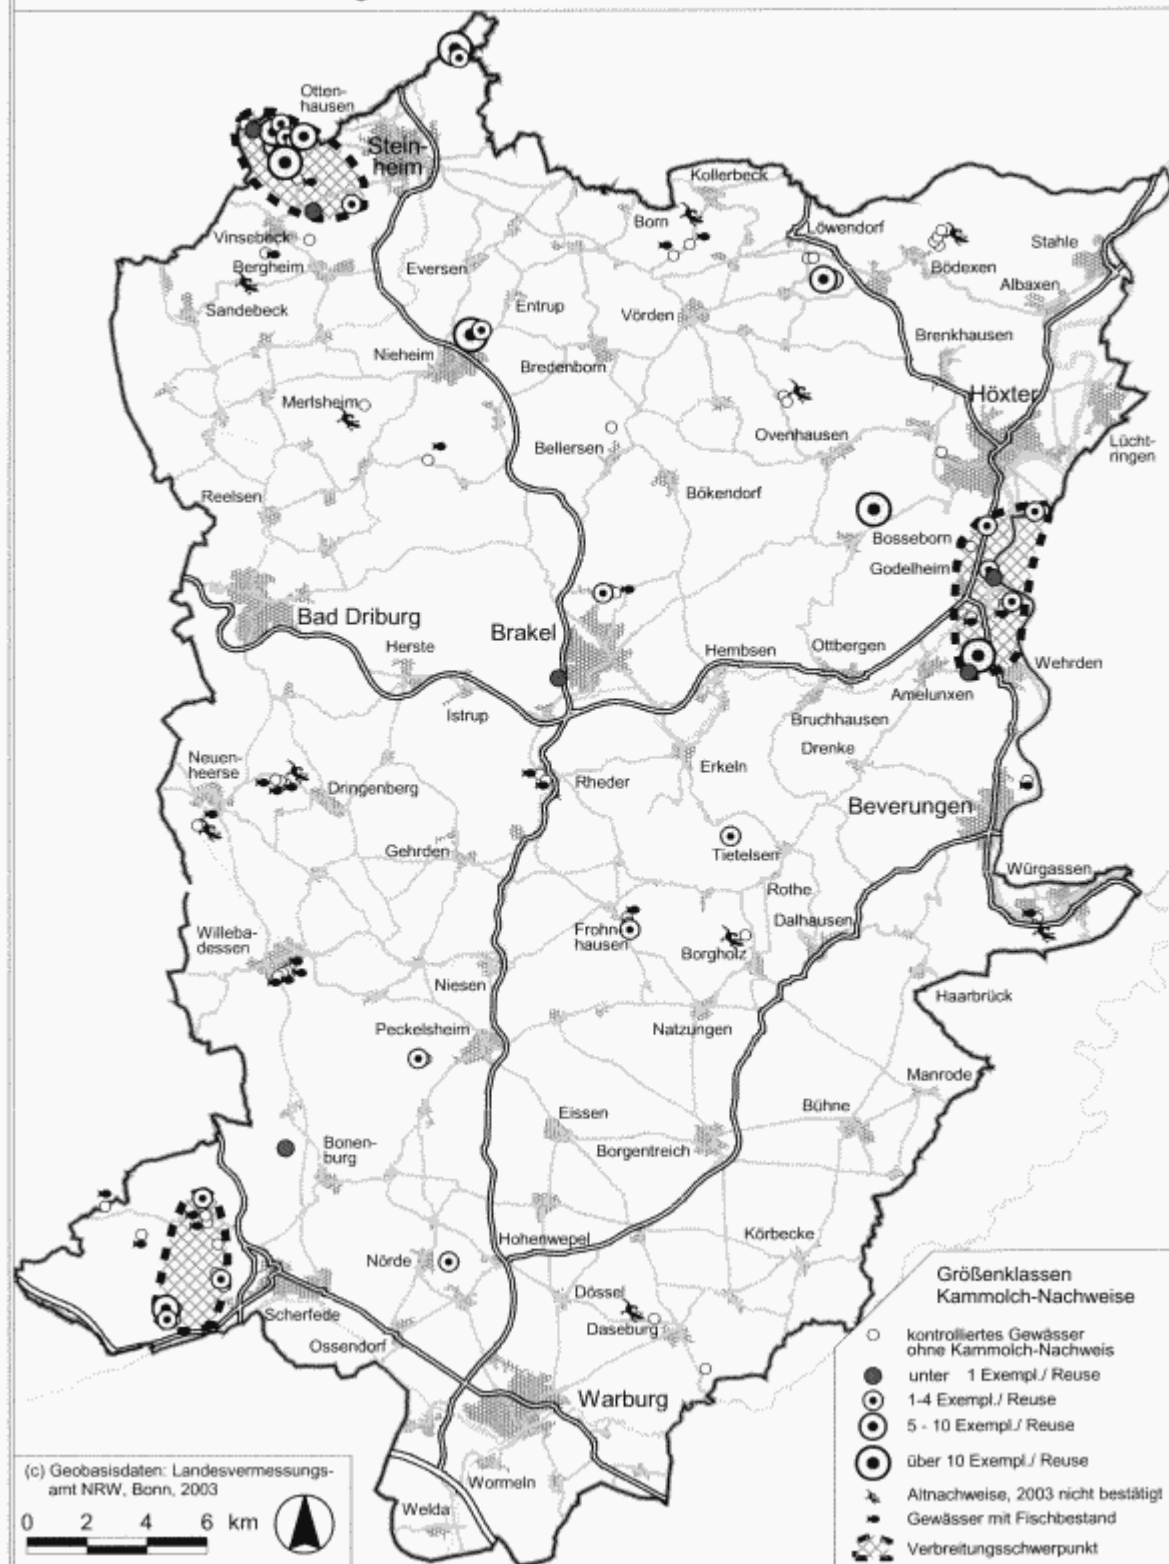 Otten-
hausen
Stein-
heim
Kollerbeck
Born
Löwendorf
Stahle
Vinsebeck
Bergheim
Eversen
Bödexen
Albaxen
Sandebeck
Entrup
Vörden
Brenkhausen
Nieheim
Bredenborn
Höxter
Merlsheim
Ovenhausen
Bellersen
Lücht-
ringen
Reelsen
Bökendorf
Bosseborn
Godelheim
Bad Driburg
Brakel
Herste
Hembsen
Ottbergen
Wehrden
Amelunxen
Istrup
Bruchhausen
Drenke
Neuen-
heerse
Erkeln
Rheder
Dringenberg
Beverungen
Gehrden
Tietelsen
Würgassen
Rothe
Willeba-
dessen
Frohn-
hausen
Dalhausen
Borgholz
Niesen
Haarbrück
Peckelsheim
Natzungen
Manrode
Eissen
Bühne
Bonen-
burg
Borgentreich
Hohenwepel
Körbecke
Nörde
Scherfede
Dössel
Daseburg
Ossendorf
Warburg
Wormeln
Welda
Größenklassen
Kammolch-Nachweise
kontrolliertes Gewässer
ohne Kammolch-Nachweis
unter 1 Exempl./ Reuse
1-4 Exempl./ Reuse
5 - 10 Exempl./ Reuse
über 10 Exempl./ Reuse
Altnachweise, 2003 nicht bestätigt
Gewässer mit Fischbestand
Verbreitungsschwerpunkt
(c) Geobasisdaten: Landesvermessungs-
amt NRW, Bonn, 2003
0 2 4 6 km